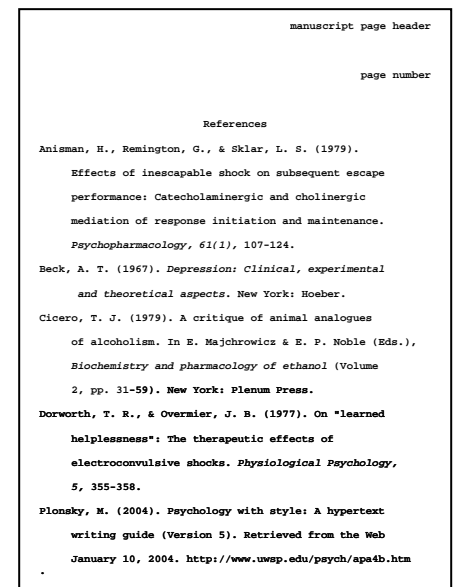 manuscript page header
page number
References
Anisman, H., Remington, G., & Sklar, L. S. (1979).
Effects of inescapable shock on subsequent escape
performance: Catecholaminergic and cholinergic
mediation of response initiation and maintenance.
Psychopharmacology, 61(1), 107-124.
Beck, A. T. (1967). Depression: Clinical, experimental
and theoretical aspects. New York: Hoeber.
Cicero, T. J. (1979). A critique of animal analogues
of alcoholism. In E. Majchrowicz & E. P. Noble (Eds.),
Biochemistry and pharmacology of ethanol (Volume
2, pp. 31-59). New York: Plenum Press.
Dorworth, T. R., & Overmier, J. B. (1977). On "learned
helplessness": The therapeutic effects of
electroconvulsive shocks. Physiological Psychology,
5, 355-358.
Plonsky, M. (2004). Psychology with style: A hypertext
writing guide (Version 5). Retrieved from the Web
January 10, 2004. http://www.uwsp.edu/psych/apa4b.htm
.